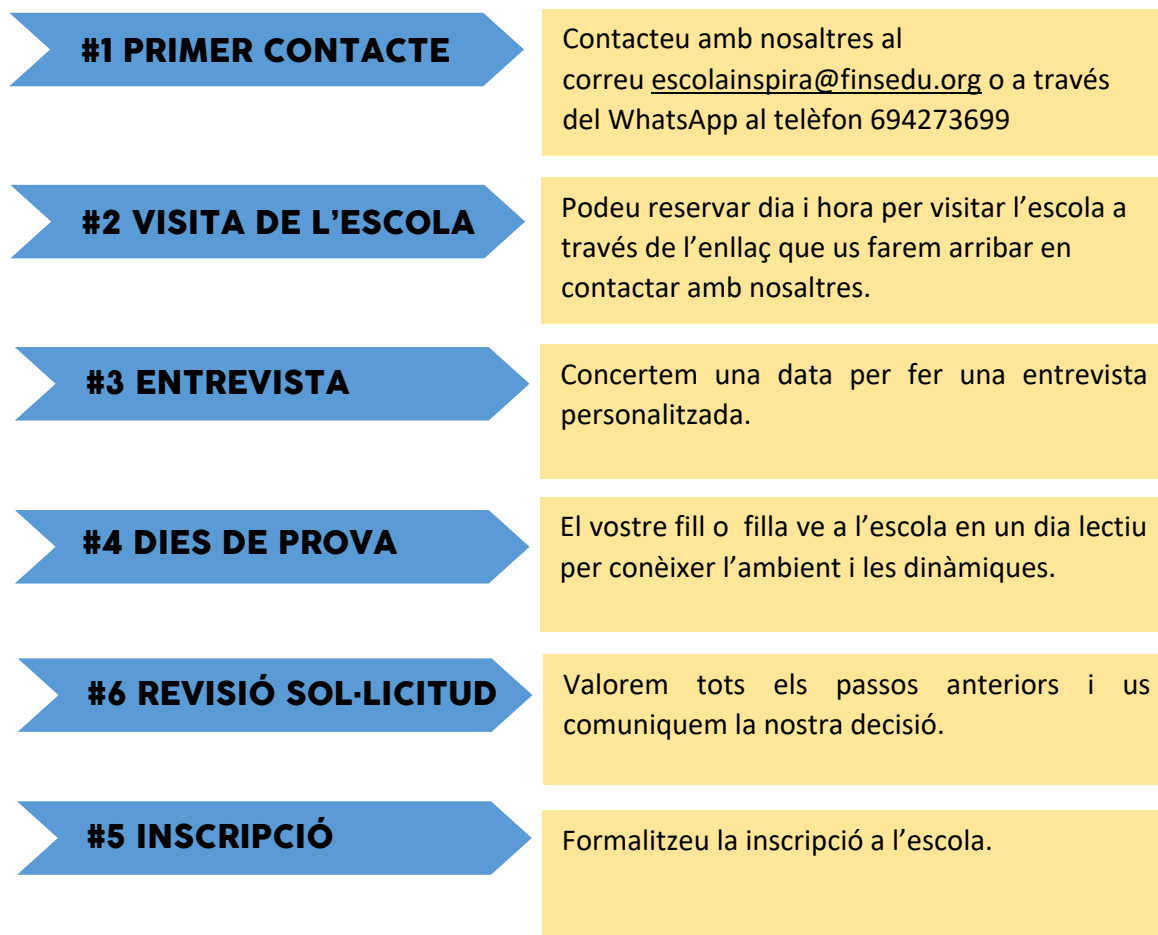 #1 PRIMER CONTACTE
Contacteu amb nosaltres al
correu escolainspira@finsedu.org o a través
del WhatsApp al telèfon 694273699
#2 VISITA DE L’ESCOLA
Podeu reservar dia i hora per visitar l’escola a
través de l’enllaç que us farem arribar en
contactar amb nosaltres.
#3 ENTREVISTA
Concertem una data per fer una entrevista
personalitzada.
#4 DIES DE PROVA
El vostre fill o filla ve a l’escola en un dia lectiu
per conèixer l’ambient i les dinàmiques.
#6 REVISIÓ SOL·LICITUD
Valorem tots els passos anteriors i us
comuniquem la nostra decisió.
#5 INSCRIPCIÓ
Formalitzeu la inscripció a l’escola.